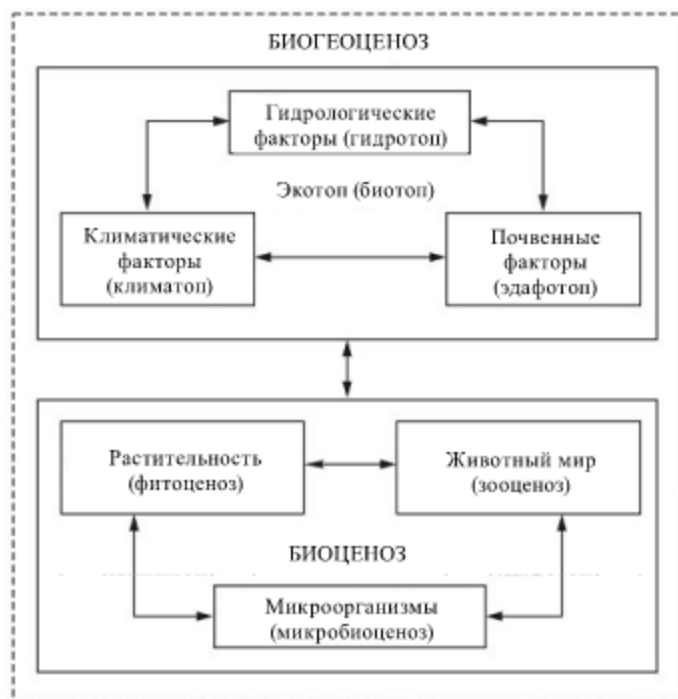 БИОГЕОЦЕНОЗ
Гидрологические
факторы (гидротоп)
Экотоп (биотоп)
Климатические
факторы
(климатоп)
Почвенные
факторы
(эдафотоп)
Растительность
(фитоценоз)
Животный мир
(зооценоз)
БИОЦЕНОЗ
Микроорганизмы
(микробиоценоз)